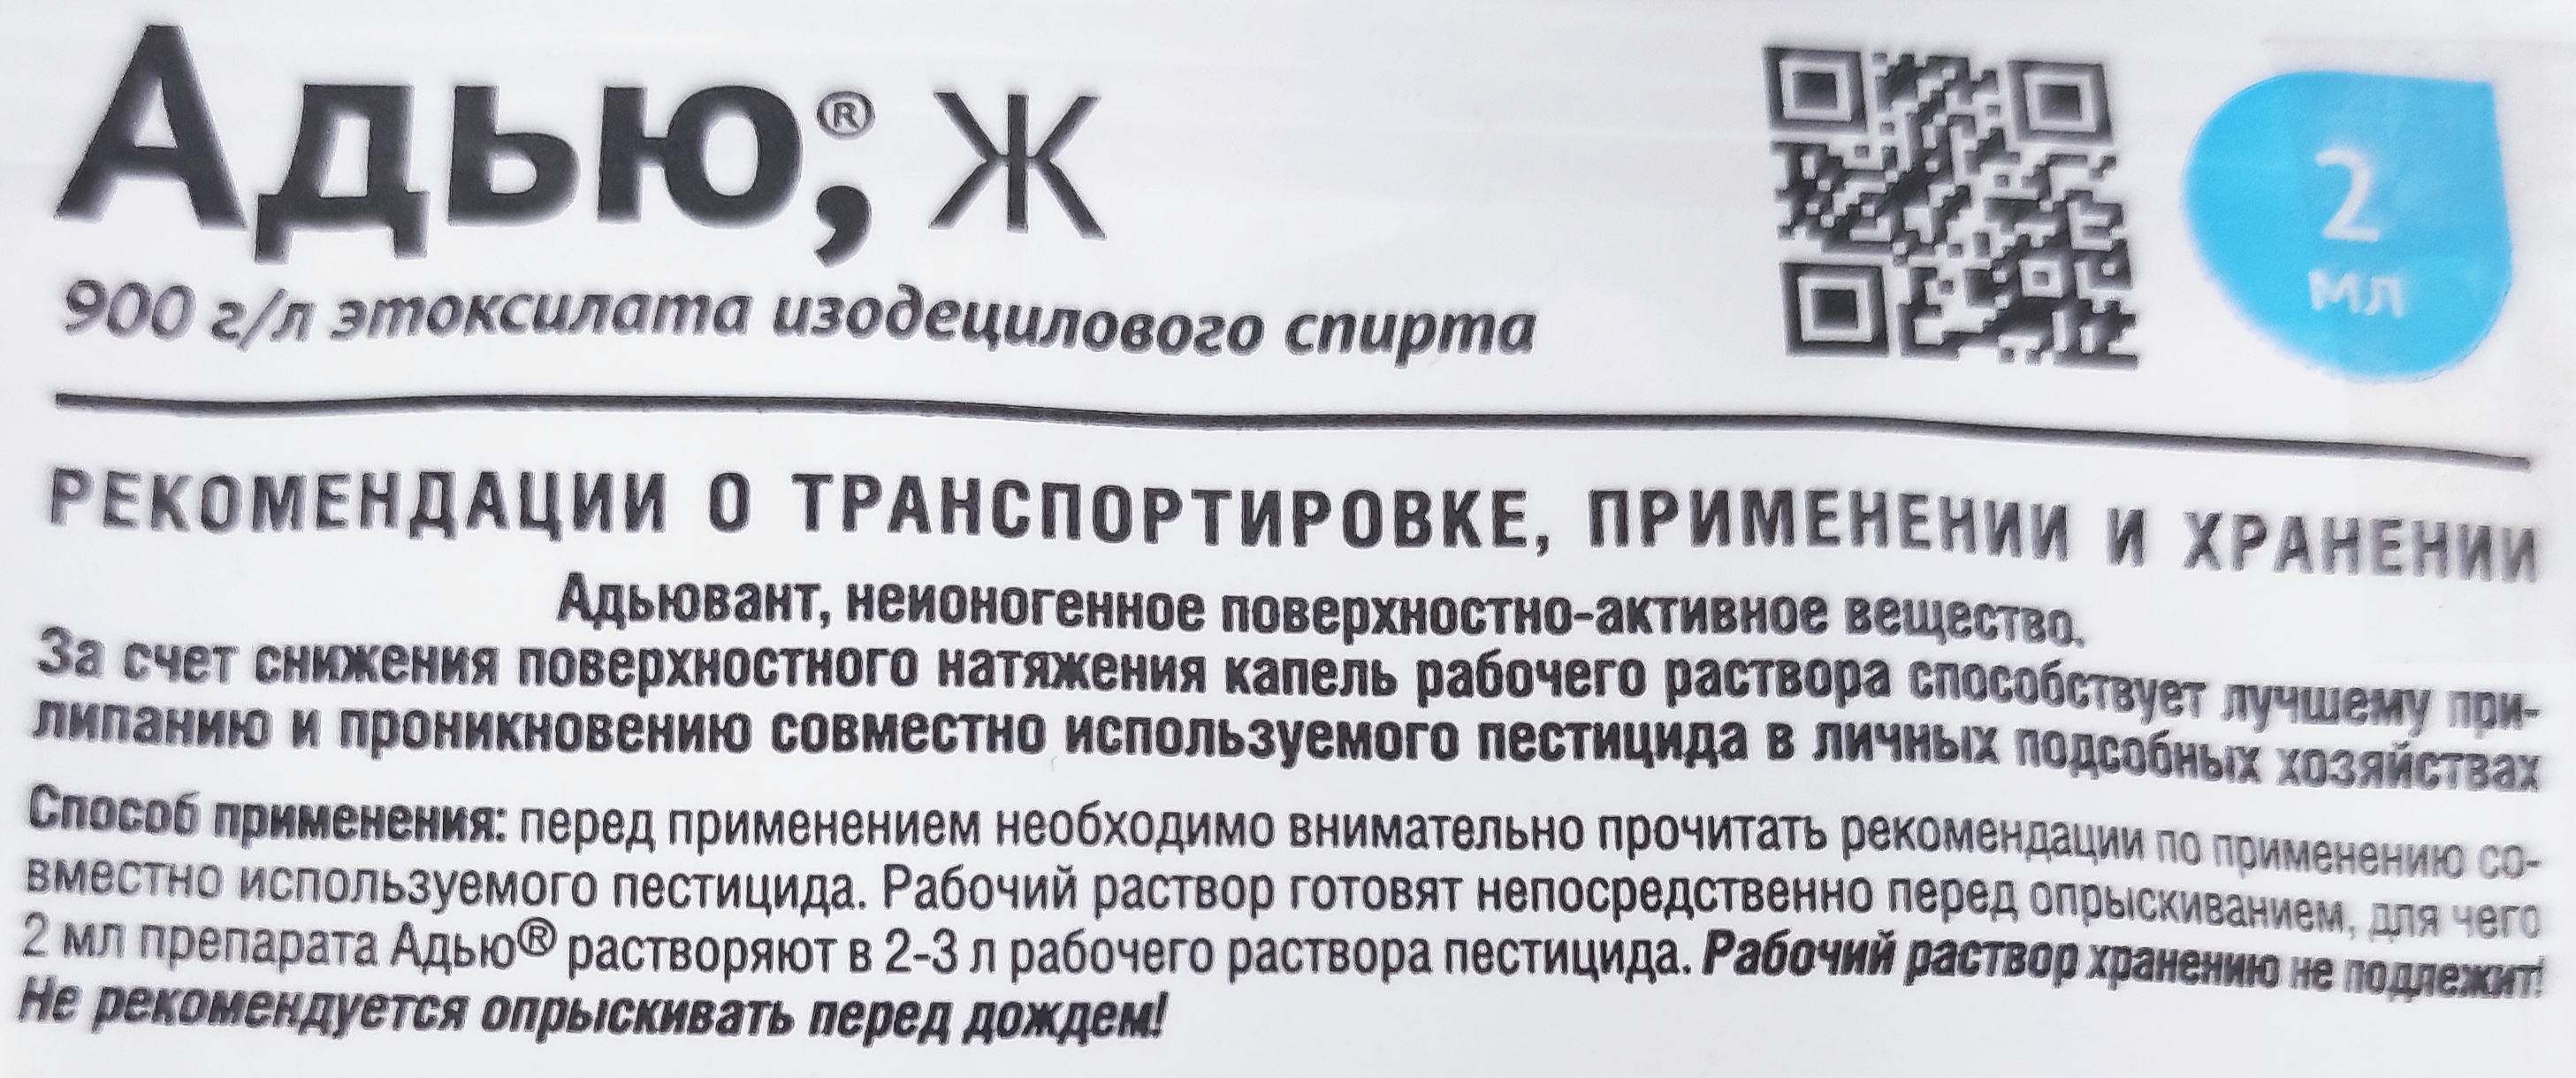 Адью®, Ж
2
мл
900 г/л этоксилата изодецилового спирта
РЕКОМЕНДАЦИИ О ТРАНСПОРТИРОВКЕ, ПРИМЕНЕНИИ И ХРАНЕНИИ
Адьювант, неионогенное поверхностно-активное вещество.
За счет снижения поверхностного натяжения капель рабочего раствора способствует лучшему при-
липанию и проникновению совместно используемого пестицида в личных подсобных хозяйствах
Способ применения: перед применением необходимо внимательно прочитать рекомендации по применению со-
вместно используемого пестицида. Рабочий раствор готовят непосредственно перед опрыскиванием, для чего
2 мл препарата Адью® растворяют в 2-3 л рабочего раствора пестицида. Рабочий раствор хранению не подлежит!
Не рекомендуется опрыскивать перед дождем!